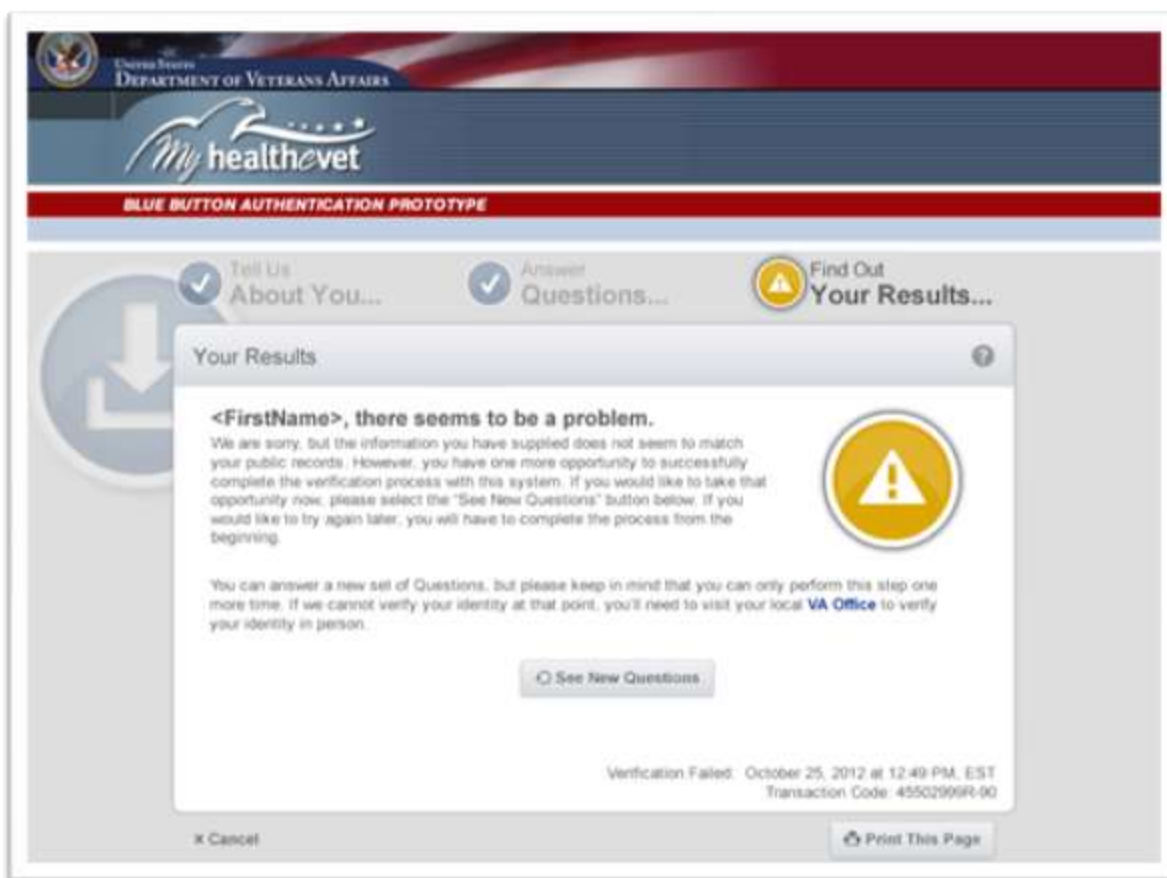 United States
DEPARTMENT OF VETERANS AFFAIRS
My healthevet
BLUE BUTTON AUTHENTICATION PROTOTYPE
Tell Us
About You...
Answer
Questions...
Find Out
Your Results...
Your Results
?
<FirstName>, there seems to be a problem.
We are sorry, but the information you have supplied does not seem to match
your public records. However, you have one more opportunity to successfully
complete the verification process with this system. If you would like to take that
opportunity now, please select the "See New Questions" button below. If you
would like to try again later, you will have to complete the process from the
beginning.
You can answer a new set of Questions, but please keep in mind that you can only perform this step one
more time. If we cannot verify your identity at that point, you'll need to visit your local VA Office to verify
your identity in person.
See New Questions
Verification Failed: October 25, 2012 at 12:49 PM, EST
Transaction Code: 45502999R-90
x Cancel
Print This Page